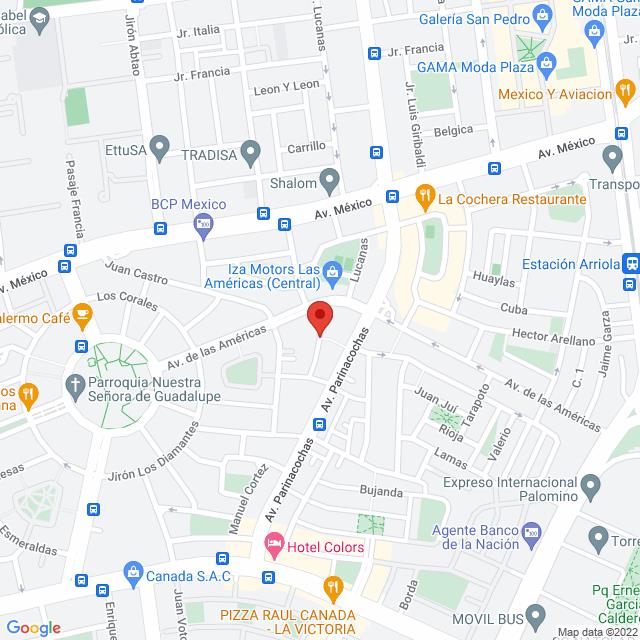 Galería San Pedro
GAMA Gam
Moda Plaz
abel
ólica
Jirón Abtao
Jr. Italia
Lucanas
Jr. Francia
Jr. Francia
GAMA Moda Plaza
Leon Y Leon
Mexico Y Aviacion
Jr. Luis Giribaldi
Belgica
EttuSA
TRADISA
Carrillo
Av. México
Pasaje Francia
Shalom
Transpo
BCP Mexico
Av. México
La Cochera Restaurante
Lucanas
Juan Castro
Iza Motors Las
Américas (Central)
Estación Arriola
Av. México
Huaylas
Los Corales
Cuba
alermo Café
Av. de las Américas
Hector Arellano
Jaime Garza
Av. Parinacochas
C. 1
Parroquia Nuestra
Señora de Guadalupe
Av. de las Américas
Juan Juí
Tarapoto
Rioja
Valerio
os
na
Lamas
Jirón Los Diamantes
Av. Parinacochas
Manuel Cortez
esas
Bujanda
Expreso Internacional
Palomino
Esmeraldas
Agente Banco
de la Nación
Torre
Hotel Colors
Canada S.A.C
Pq Ern
Garcia
Calder
Borda
Enrique
Juan Voto
PIZZA RAUL CANADA
- LA VICTORIA
MOVIL BUS
Google
Map data ©2022